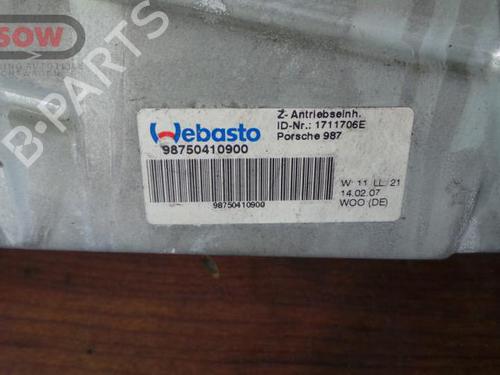 SOW
B-PARTS
Webasto
98750410900
98750410900
Z-Antriebseinh.
ID-Nr.: 1711706E
Porsche 987
W: 11 LL: 21
14.02.07
WOO (DE)